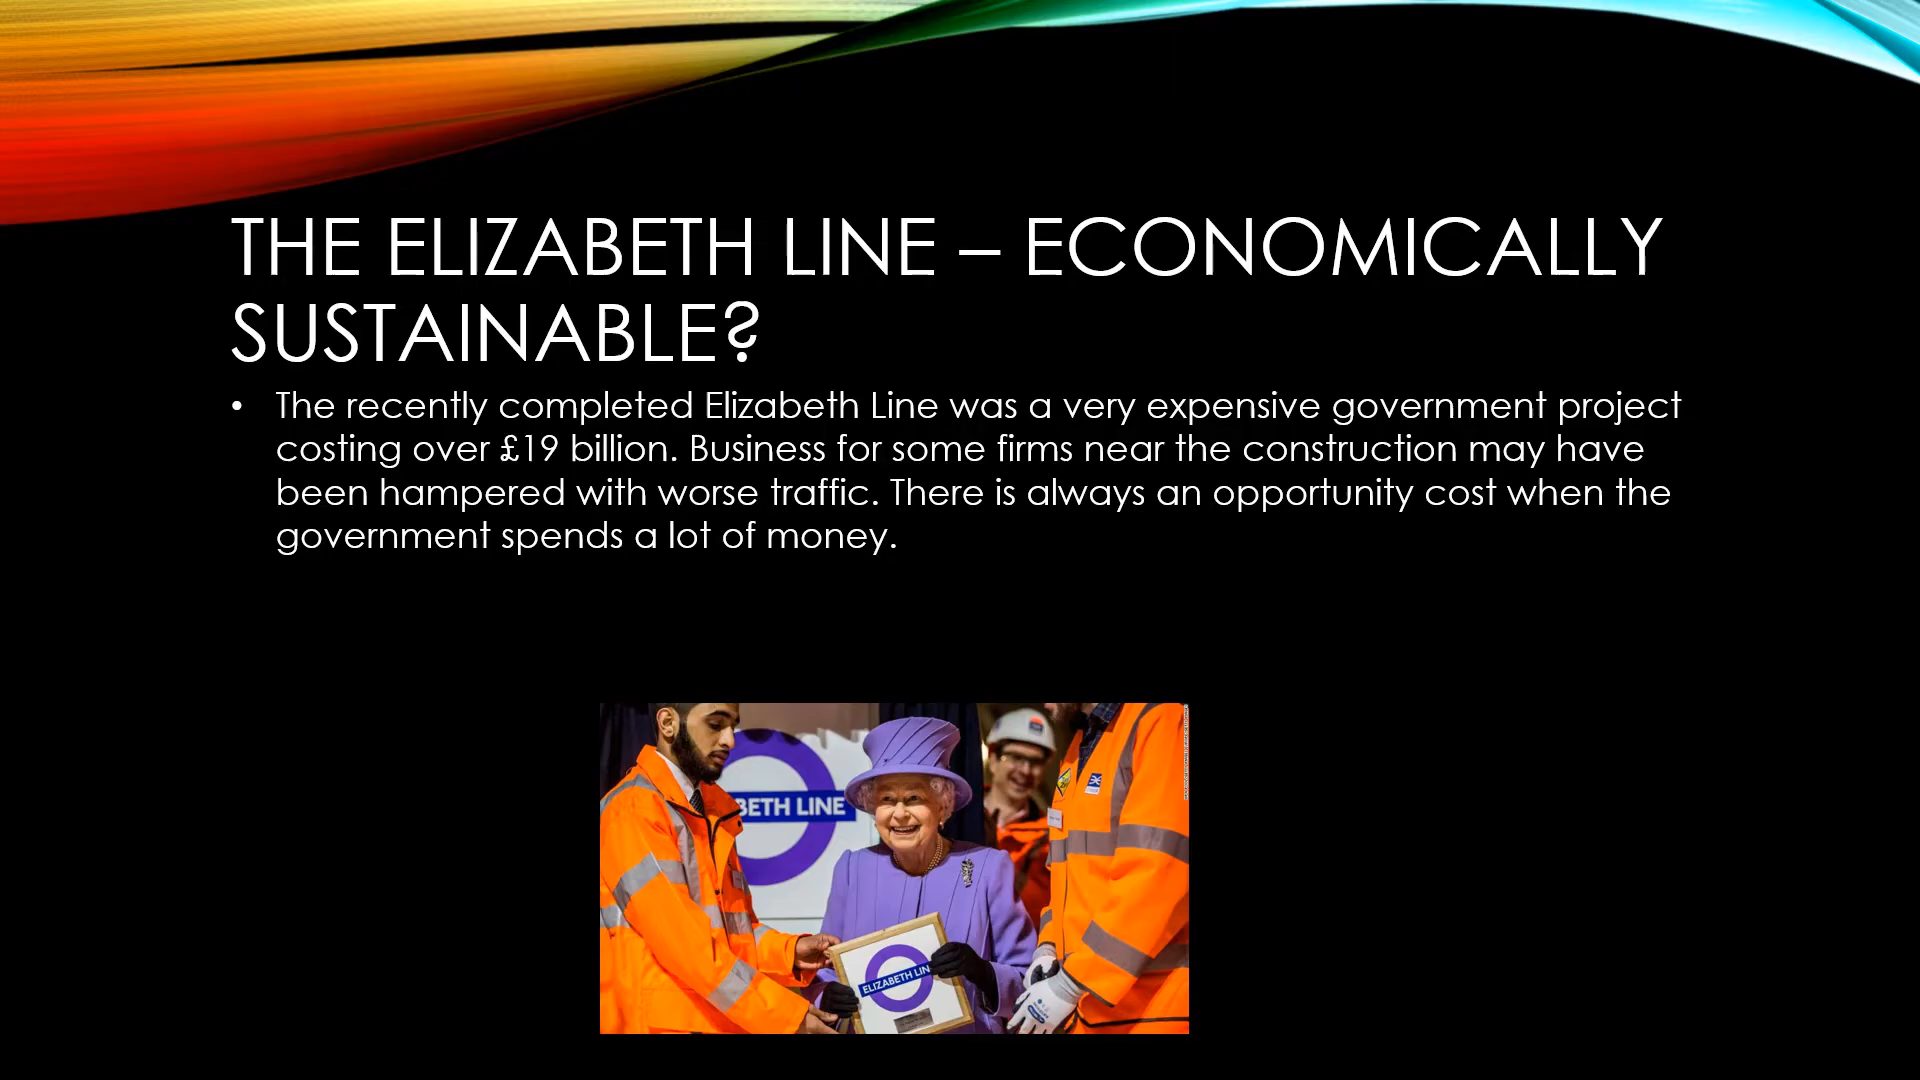 THE ELIZABETH LINE – ECONOMICALLY
SUSTAINABLE?
• The recently completed Elizabeth Line was a very expensive government project
costing over £19 billion. Business for some firms near the construction may have
been hampered with worse traffic. There is always an opportunity cost when the
government spends a lot of money.
BETH LINE
ELIZABETH LIN